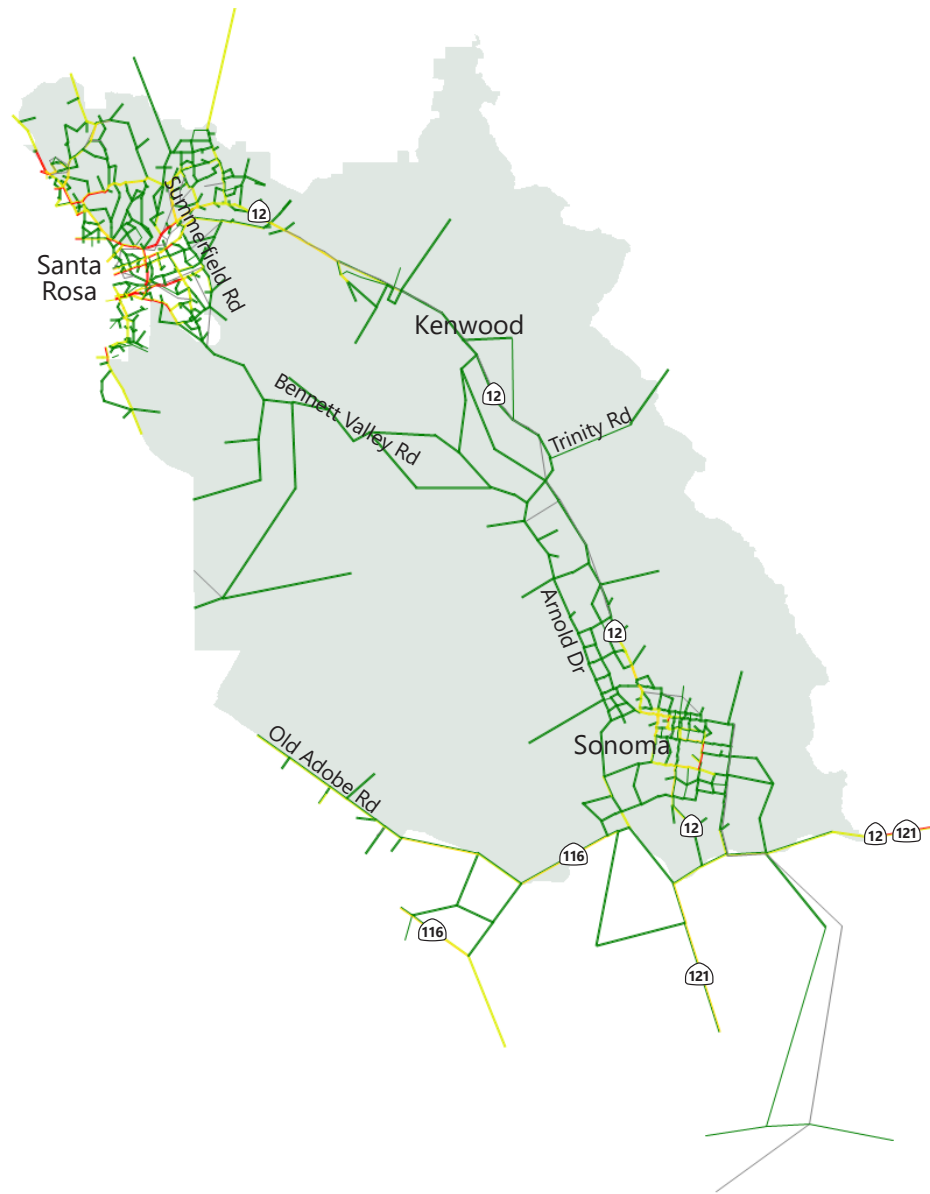 12
Summerfield Rd
Santa
Rosa
Kenwood
Bennett Valley Rd
12
Trinity Rd
Arnold Dr
12
Old Adobe Rd
Sonoma
12
12
121
116
116
121